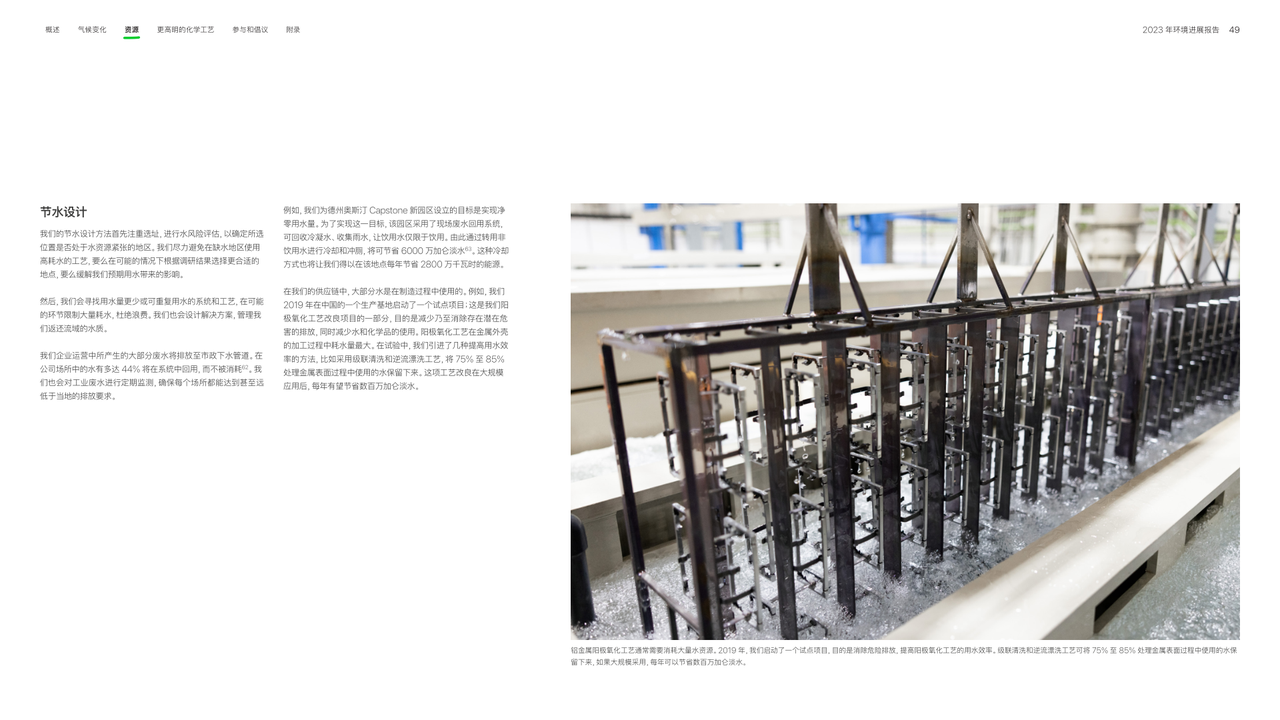 概述 气候变化 资源 更高明的化学工艺 参与和倡议 附录
2023 年环境进展报告 49
节水设计
我们的节水设计方法首先注重选址，进行水风险评估，以确定所选
位置是否处于水资源紧张的地区。我们尽力避免在缺水地区使用
高耗水的工艺，要么在可能的情况下根据调研结果选择更合适的
地点，要么缓解我们预期用水带来的影响。
然后，我们会寻找用水量更少或可重复用水的系统和工艺，在可能
的环节限制大量耗水，杜绝浪费。我们也会设计解决方案，管理我
们返还流域的水质。
我们企业运营中所产生的大部分废水将排放至市政下水管道。在
公司场所中的水有多达 44% 将在系统中回用，而不被消耗⁶²。我
们也会对工业废水进行定期监测，确保每个场所都能达到甚至远
低于当地的排放要求。
例如，我们为德州奥斯汀 Capstone 新园区设立的目标是实现净
零用水量。为了实现这一目标，该园区采用了现场废水回用系统，
可回收冷凝水、收集雨水，让饮用水仅限于饮用。由此通过转用非
饮用水进行冷却和冲厕，将可节省 6000 万加仑淡水⁶³。这种冷却
方式也将让我们得以在该地点每年节省 2800 万千瓦时的能源。
在我们的供应链中，大部分水是在制造过程中使用的。例如，我们
2019 年在中国的一个生产基地启动了一个试点项目：这是我们阳
极氧化工艺改良项目的一部分，目的是减少乃至消除存在潜在危
害的排放，同时减少水和化学品的使用。阳极氧化工艺在金属外壳
的加工过程中耗水量最大。在试验中，我们引进了几种提高用水效
率的方法，比如采用级联清洗和逆流漂洗工艺，将 75% 至 85%
处理金属表面过程中使用的水保留下来。这项工艺改良在大规模
应用后，每年有望节省数百万加仑淡水。
铝金属阳极氧化工艺通常需要消耗大量水资源。2019 年，我们启动了一个试点项目，目的是消除危险排放，提高阳极氧化工艺的用水效率。级联清洗和逆流漂洗工艺可将 75% 至 85% 处理金属表面过程中使用的水保
留下来，如果大规模采用，每年可以节省数百万加仑淡水。